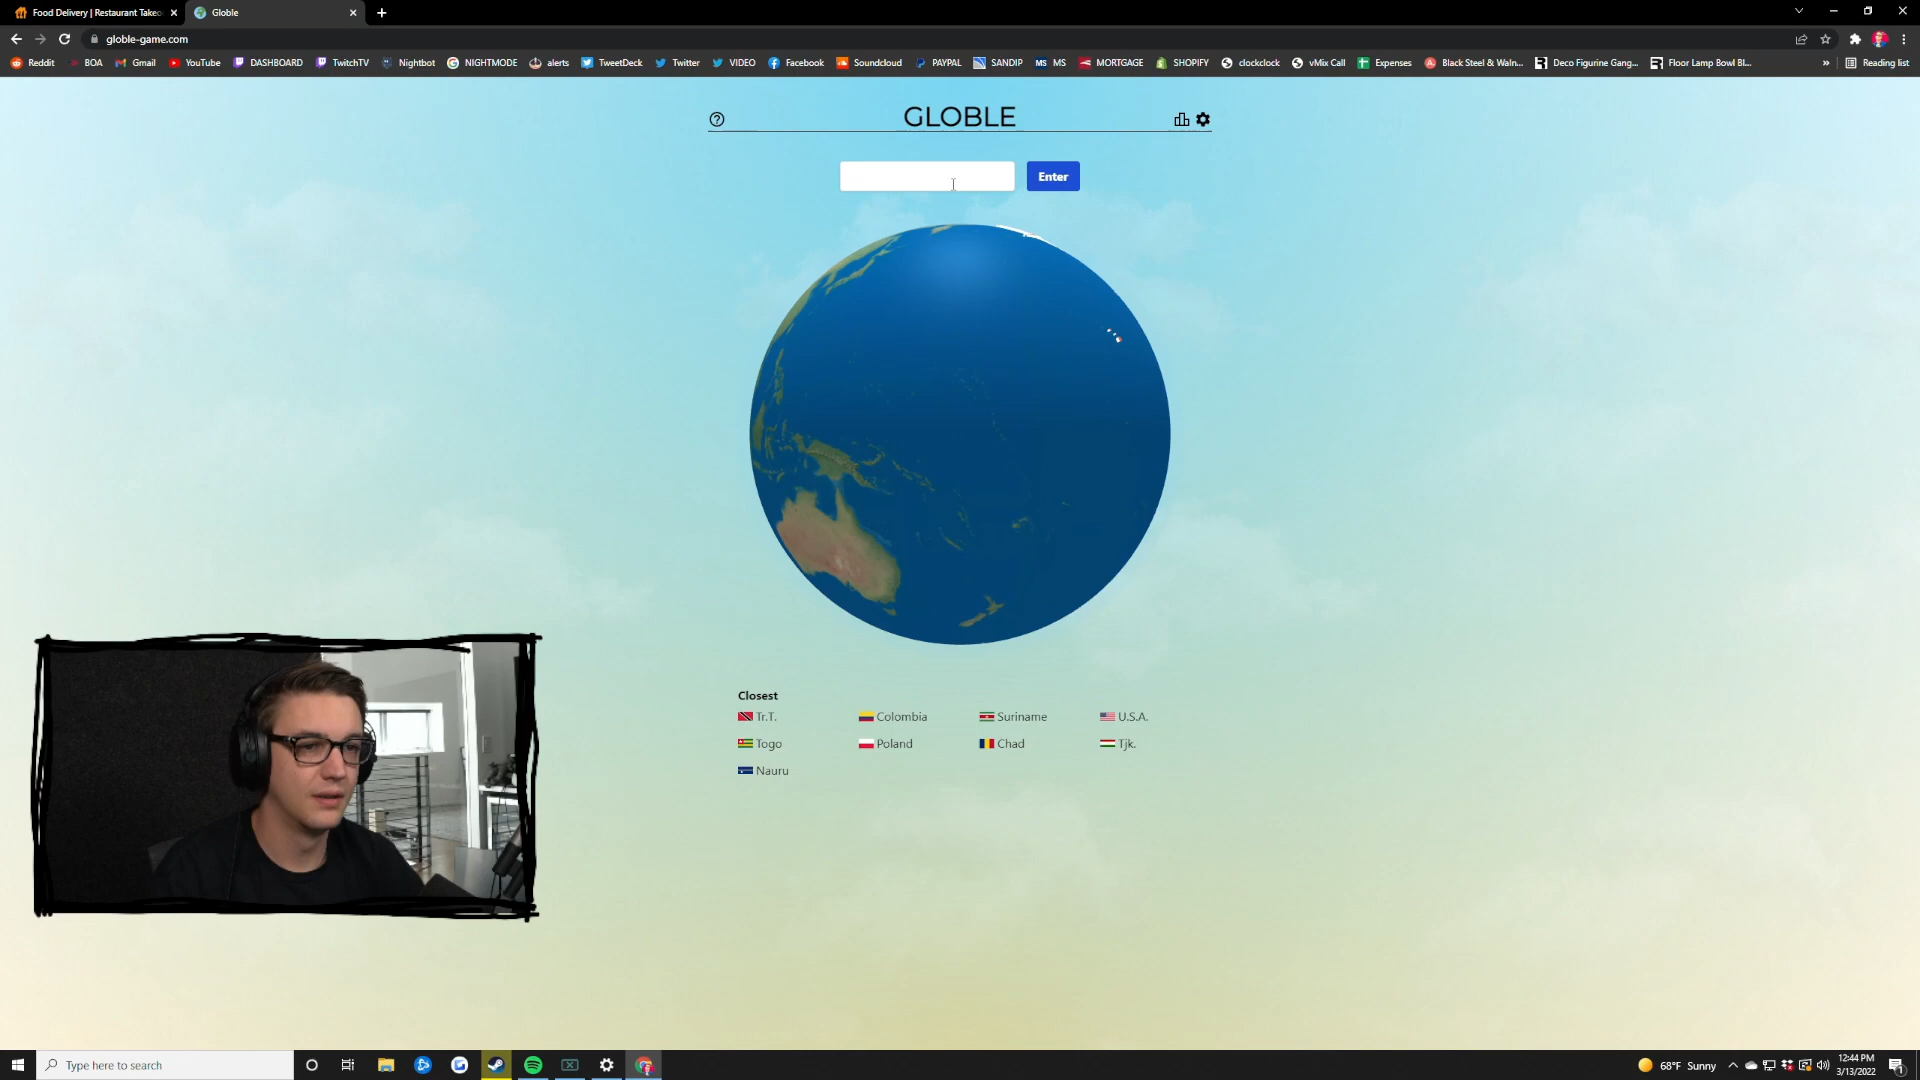 Food Delivery | Restaurant Takeo
Globle
globle-game.com
Reddit BOA Gmail YouTube DASHBOARD TwitchTV Nightbot NIGHTMODE alerts TweetDeck Twitter VIDEO Facebook Soundcloud PAYPAL SANDIP MS MS MORTGAGE SHOPIFY clockclock vMix Call Expenses Black Steel & Waln... Deco Figurine Gang... Floor Lamp Bowl Bl... » Reading list
GLOBLE
Enter
Closest
Tr.T. Colombia Suriname U.S.A.
Togo Poland Chad Tjk.
Nauru
Type here to search
68°F Sunny
12:44 PM
3/13/2022